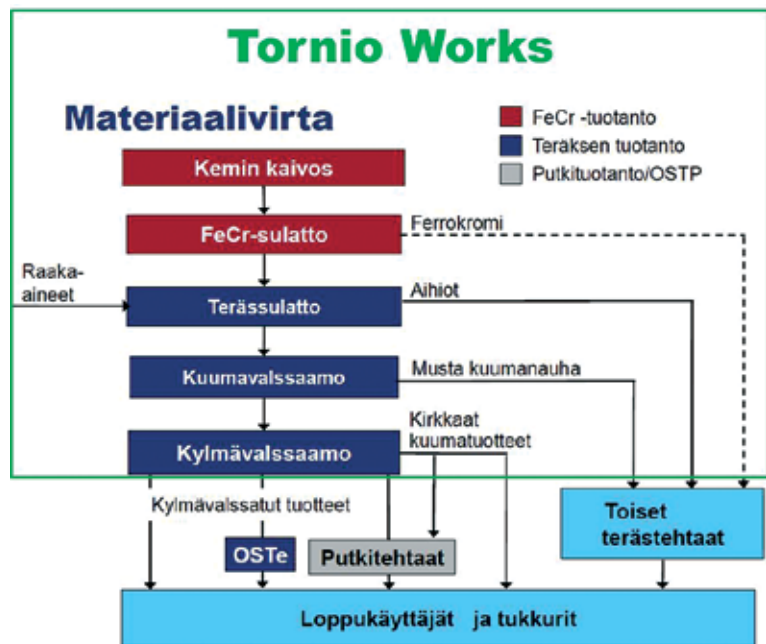 Tornio Works
Materiaalivirta
FeCr -tuotanto
Teräksen tuotanto
Putkituotanto/OSTP
Kemin kaivos
FeCr-sulatto
Ferrokromi
Raaka-
aineet
Terässulatto
Aihiot
Kuumavalssaamo
Musta kuumanauha
Kirkkaat
kuumatuotteet
Kylmävalssaamo
Kylmävalssatut tuotteet
OSTe
Putkitehtaat
Toiset
terästehtaat
Loppukäyttäjät ja tukkurit